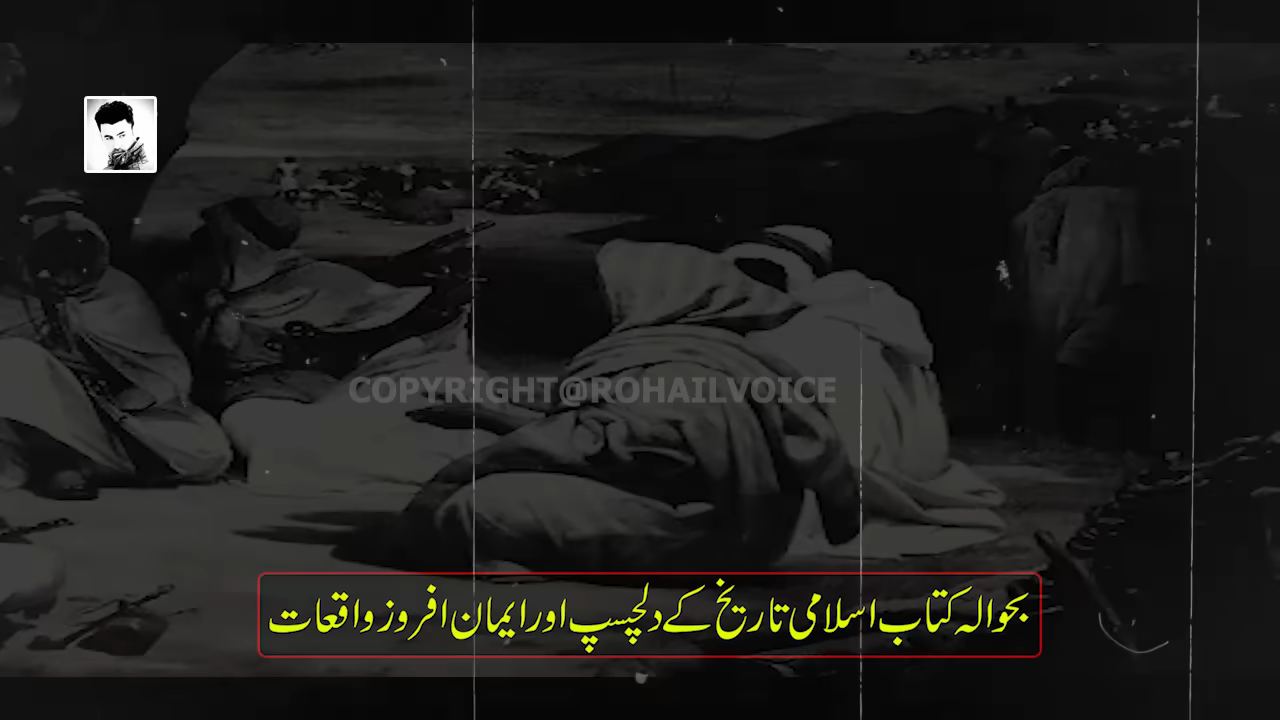 COPYRIGHT@ROHAILVOICE
بحوالہ کتاب اسلامی تاریخ کے دلچسپ اور ایمان افروز واقعات